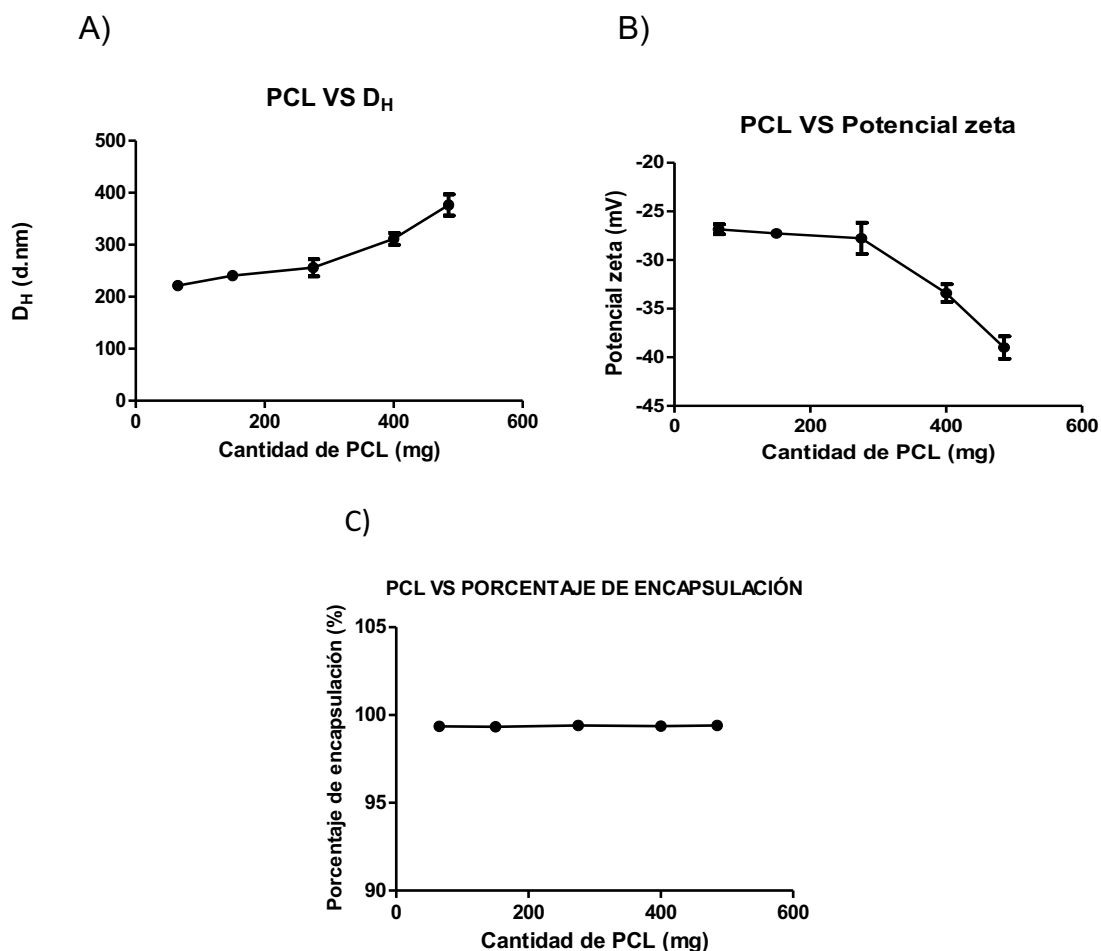 A)
PCL VS DH
500
400
300
200
100
0
DH (d.nm)
0 200 400 600
Cantidad de PCL (mg)
B)
PCL VS Potencial zeta
-20
-25
-30
-35
-40
-45
Potencial zeta (mV)
0 200 400 600
Cantidad de PCL (mg)
C)
PCL VS PORCENTAJE DE ENCAPSULACIÓN
105
100
95
90
Porcentaje de encapsulación (%)
0 200 400 600
Cantidad de PCL (mg)